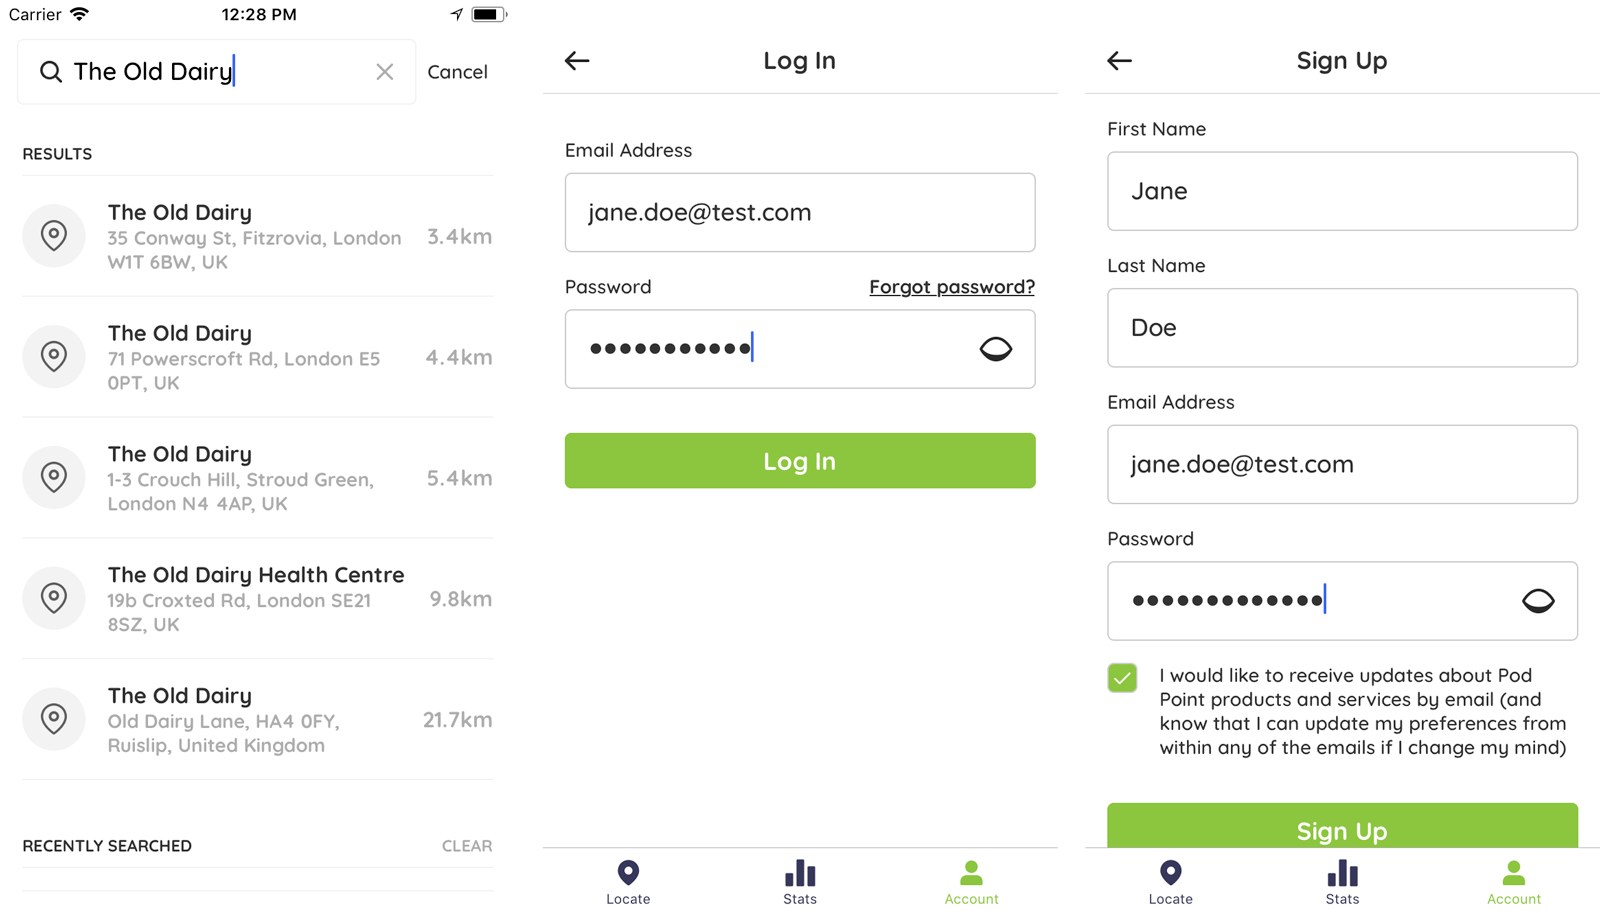 Carrier 12:28 PM
The Old Dairy Cancel
RESULTS
The Old Dairy
35 Conway St, Fitzrovia, London
W1T 6BW, UK
3.4km
The Old Dairy
71 Powerscroft Rd, London E5
0PT, UK
4.4km
The Old Dairy
1-3 Crouch Hill, Stroud Green,
London N4 4AP, UK
5.4km
The Old Dairy Health Centre
19b Croxted Rd, London SE21
8SZ, UK
9.8km
The Old Dairy
Old Dairy Lane, HA4 0FY,
Ruislip, United Kingdom
21.7km
RECENTLY SEARCHED CLEAR
Log In
Email Address
jane.doe@test.com
Password Forgot password?
Log In
Locate Stats Account
Sign Up
First Name
Jane
Last Name
Doe
Email Address
jane.doe@test.com
Password
I would like to receive updates about Pod
Point products and services by email (and
know that I can update my preferences from
within any of the emails if I change my mind)
Sign Up
Locate Stats Account